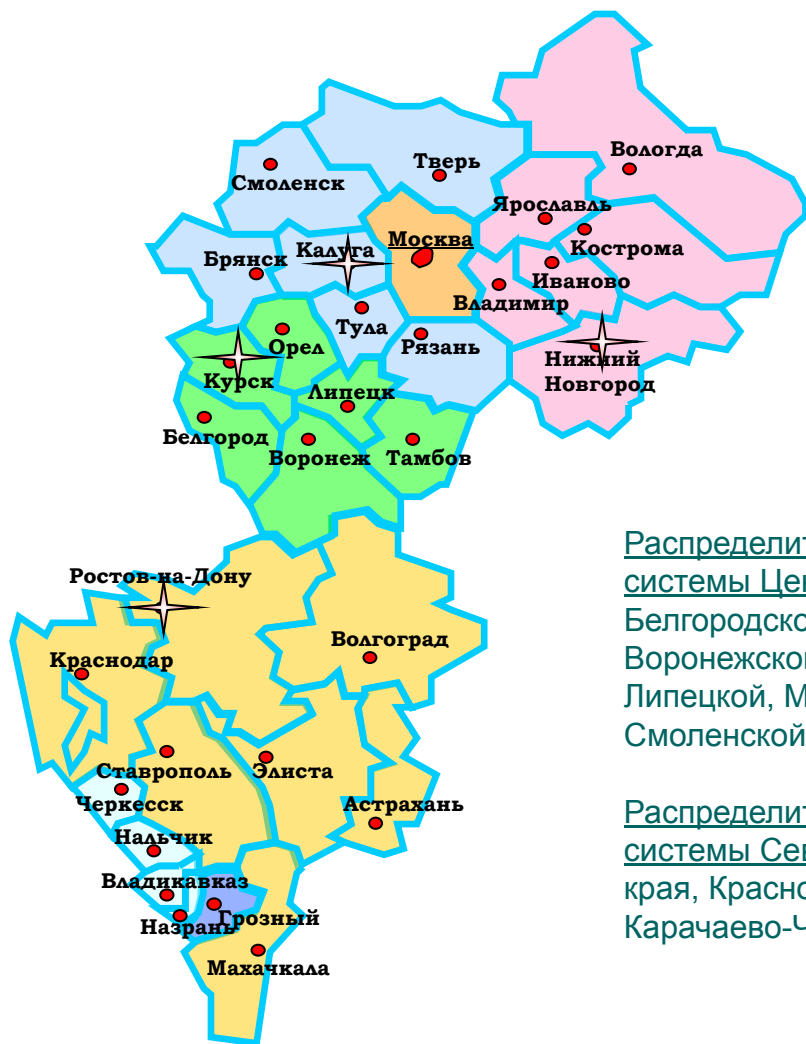 Вологда
Тверь
Смоленск
Ярославль
Кострома
Москва
Калуга
Брянск
Иваново
Владимир
Тула
Орел
Рязань
Нижний
Новгород
Курск
Липецк
Белгород
Воронеж
Тамбов
Ростов-на-Дону
Волгоград
Краснодар
Ставрополь
Элиста
Черкесск
Астрахань
Нальчик
Владикавказ
Назрань
Грозный
Махачкала
Распределит
системы Цен
Белгородско
Воронежско
Липецкой, М
Смоленской
Распределит
системы Сев
края, Красно
Карачаево-Ч